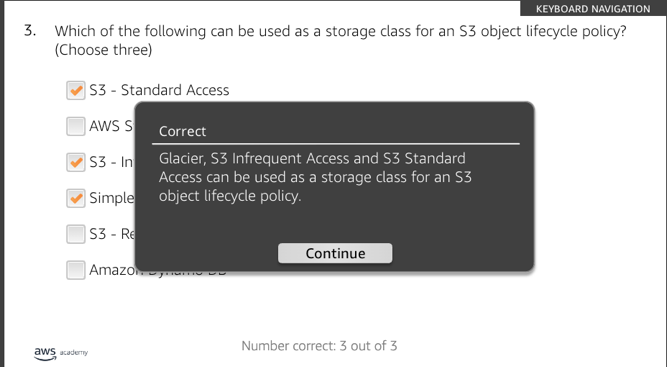 KEYBOARD NAVIGATION
3. Which of the following can be used as a storage class for an S3 object lifecycle policy?
(Choose three)
S3 - Standard Access
AWS S
Correct
S3 - In
Glacier, S3 Infrequent Access and S3 Standard
Access can be used as a storage class for an S3
object lifecycle policy.
Simple
S3 - Re
Continue
Amazon Dynamo DB
Number correct: 3 out of 3
aws academy